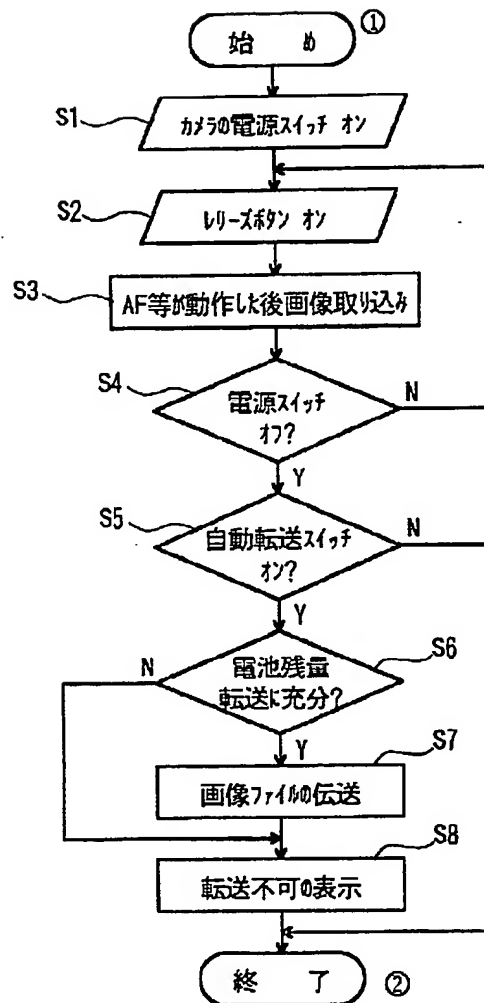 始 め ①
S1 カメラの電源スイッチ オン
S2 レリーズボタン オン
S3 AF等が動作した後画像取り込み
S4 電源スイッチ N
オフ?
Y
S5 自動転送スイッチ N
オン?
Y
N 電池残量 S6
転送に充分?
Y
S7
画像ファイルの伝送
S8
転送不可の表示
終 了 ②